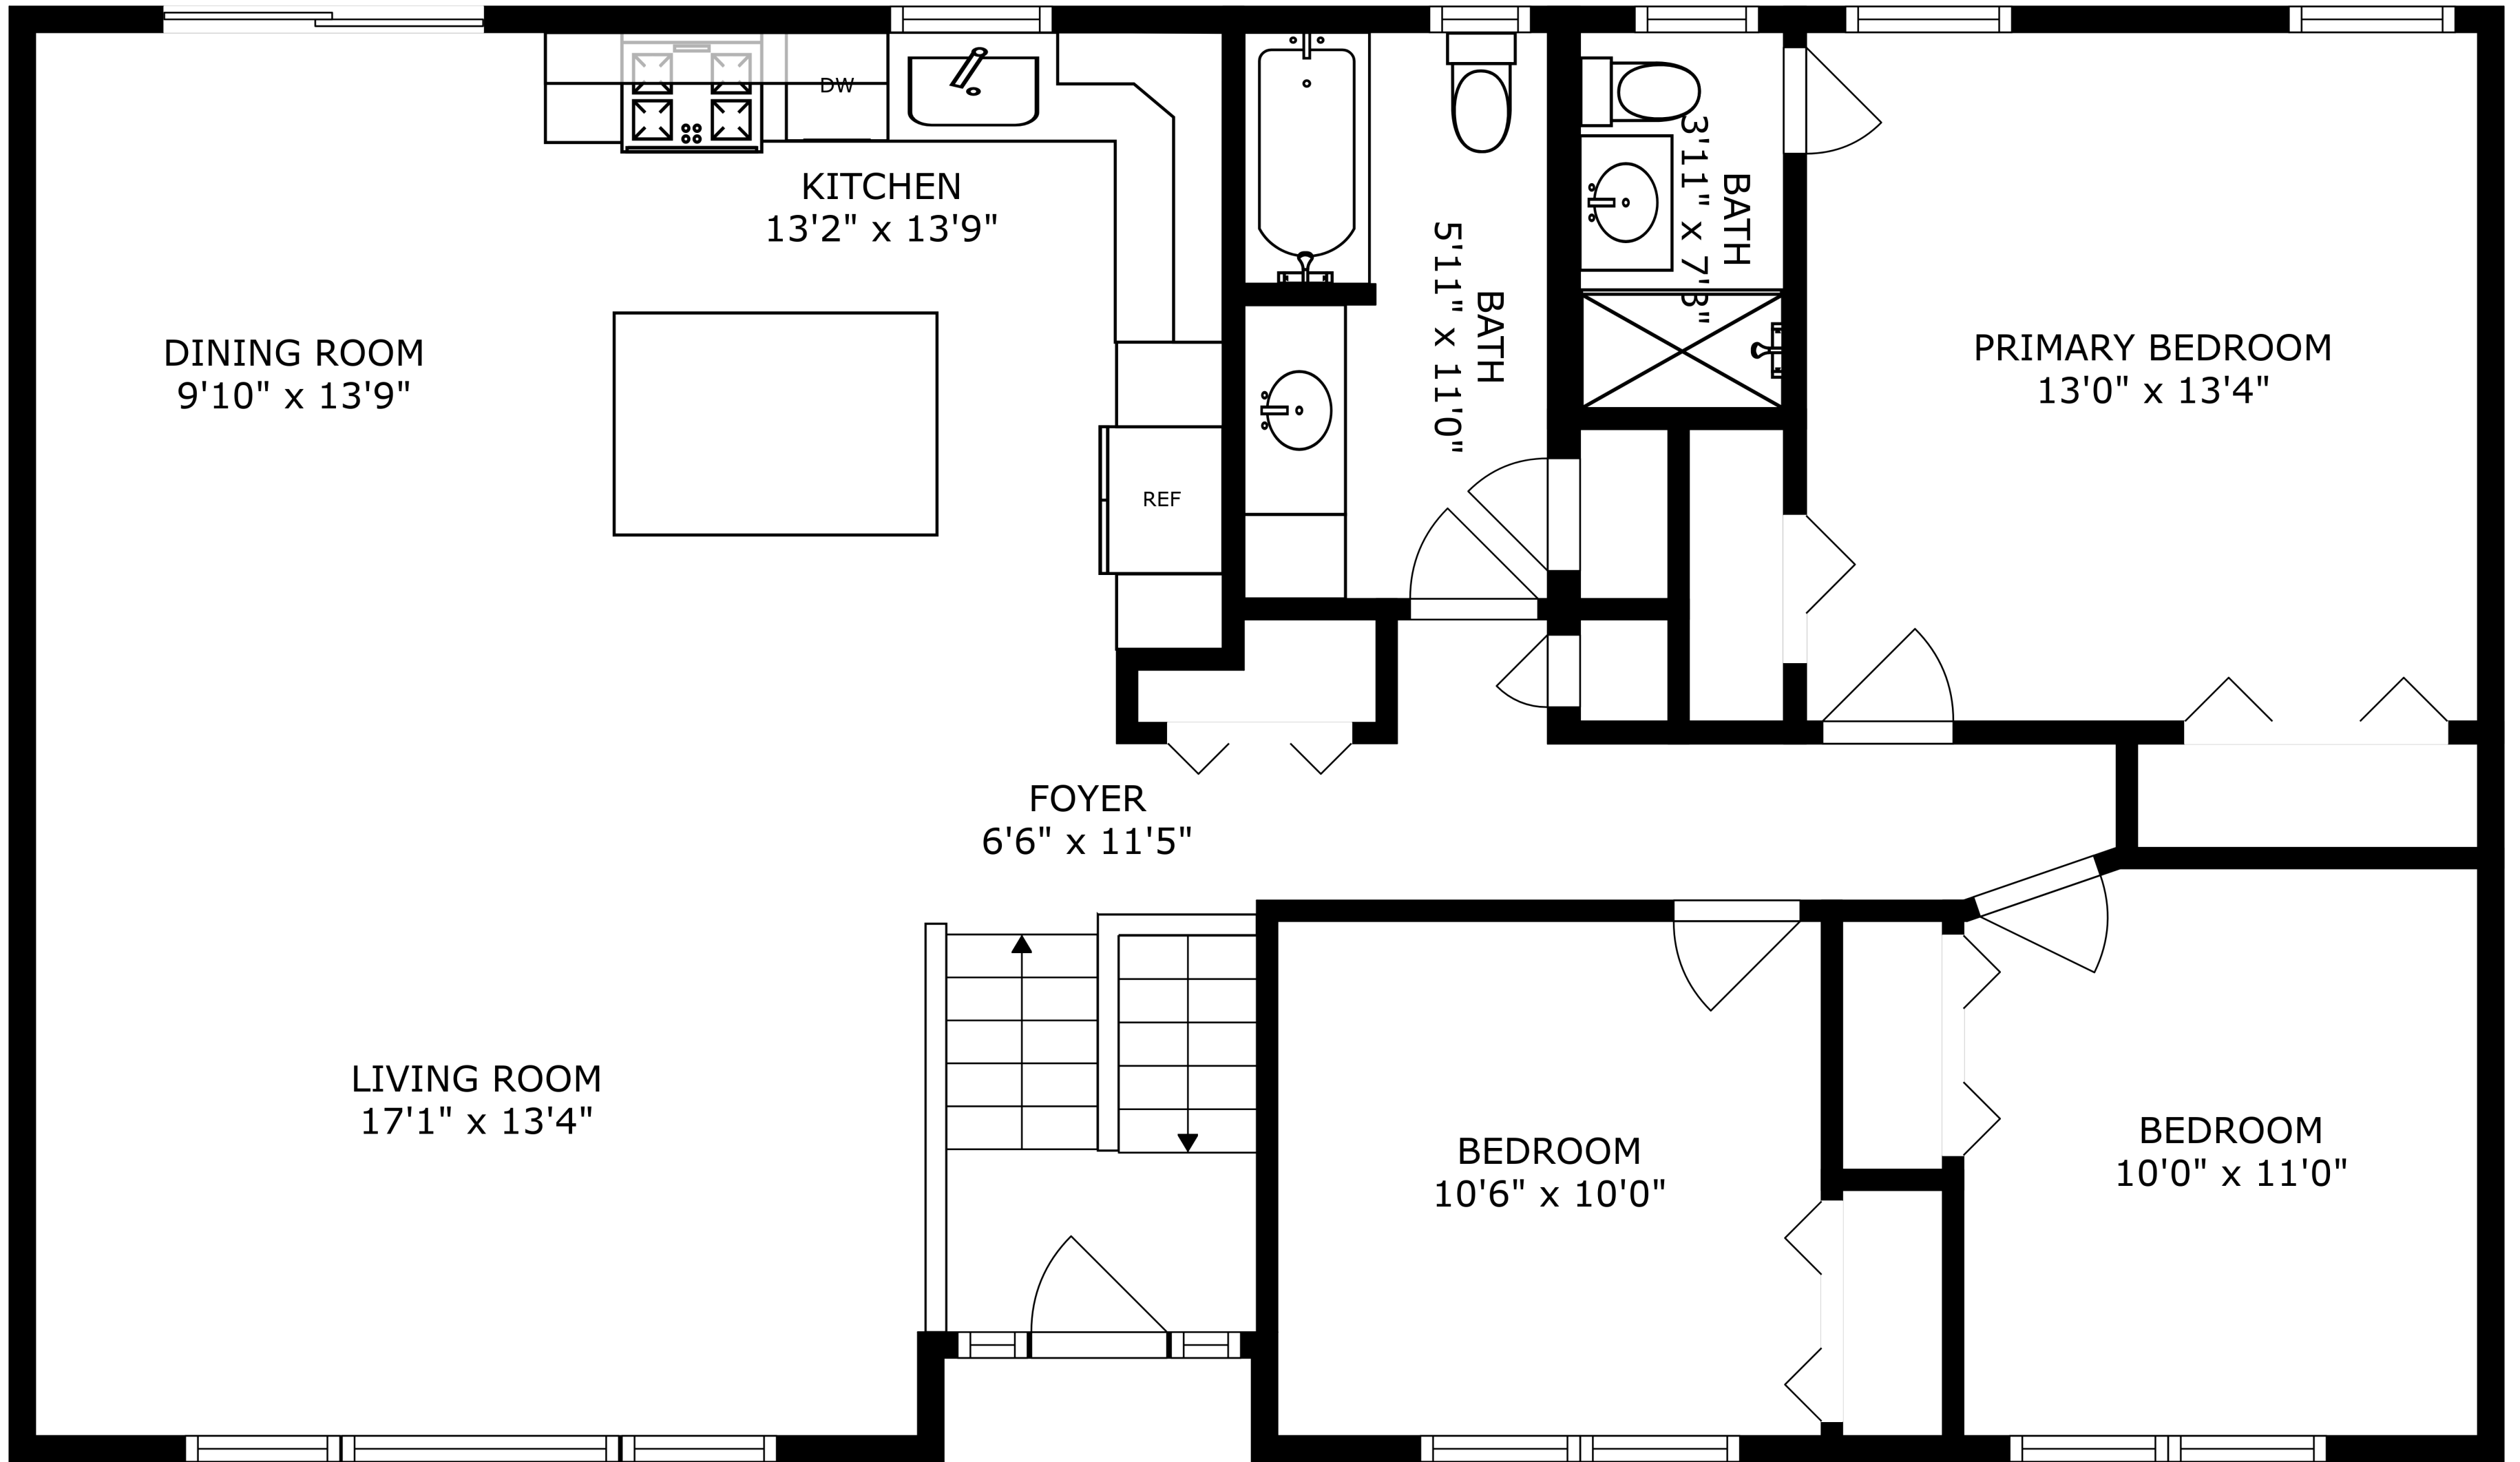 DW
KITCHEN
13'2" x 13'9"
BATH
3'11" x 7'8"
BATH
5'11" x 11'0"
DINING ROOM
9'10" x 13'9"
PRIMARY BEDROOM
13'0" x 13'4"
REF
FOYER
6'6" x 11'5"
LIVING ROOM
17'1" x 13'4"
BEDROOM
10'6" x 10'0"
BEDROOM
10'0" x 11'0"